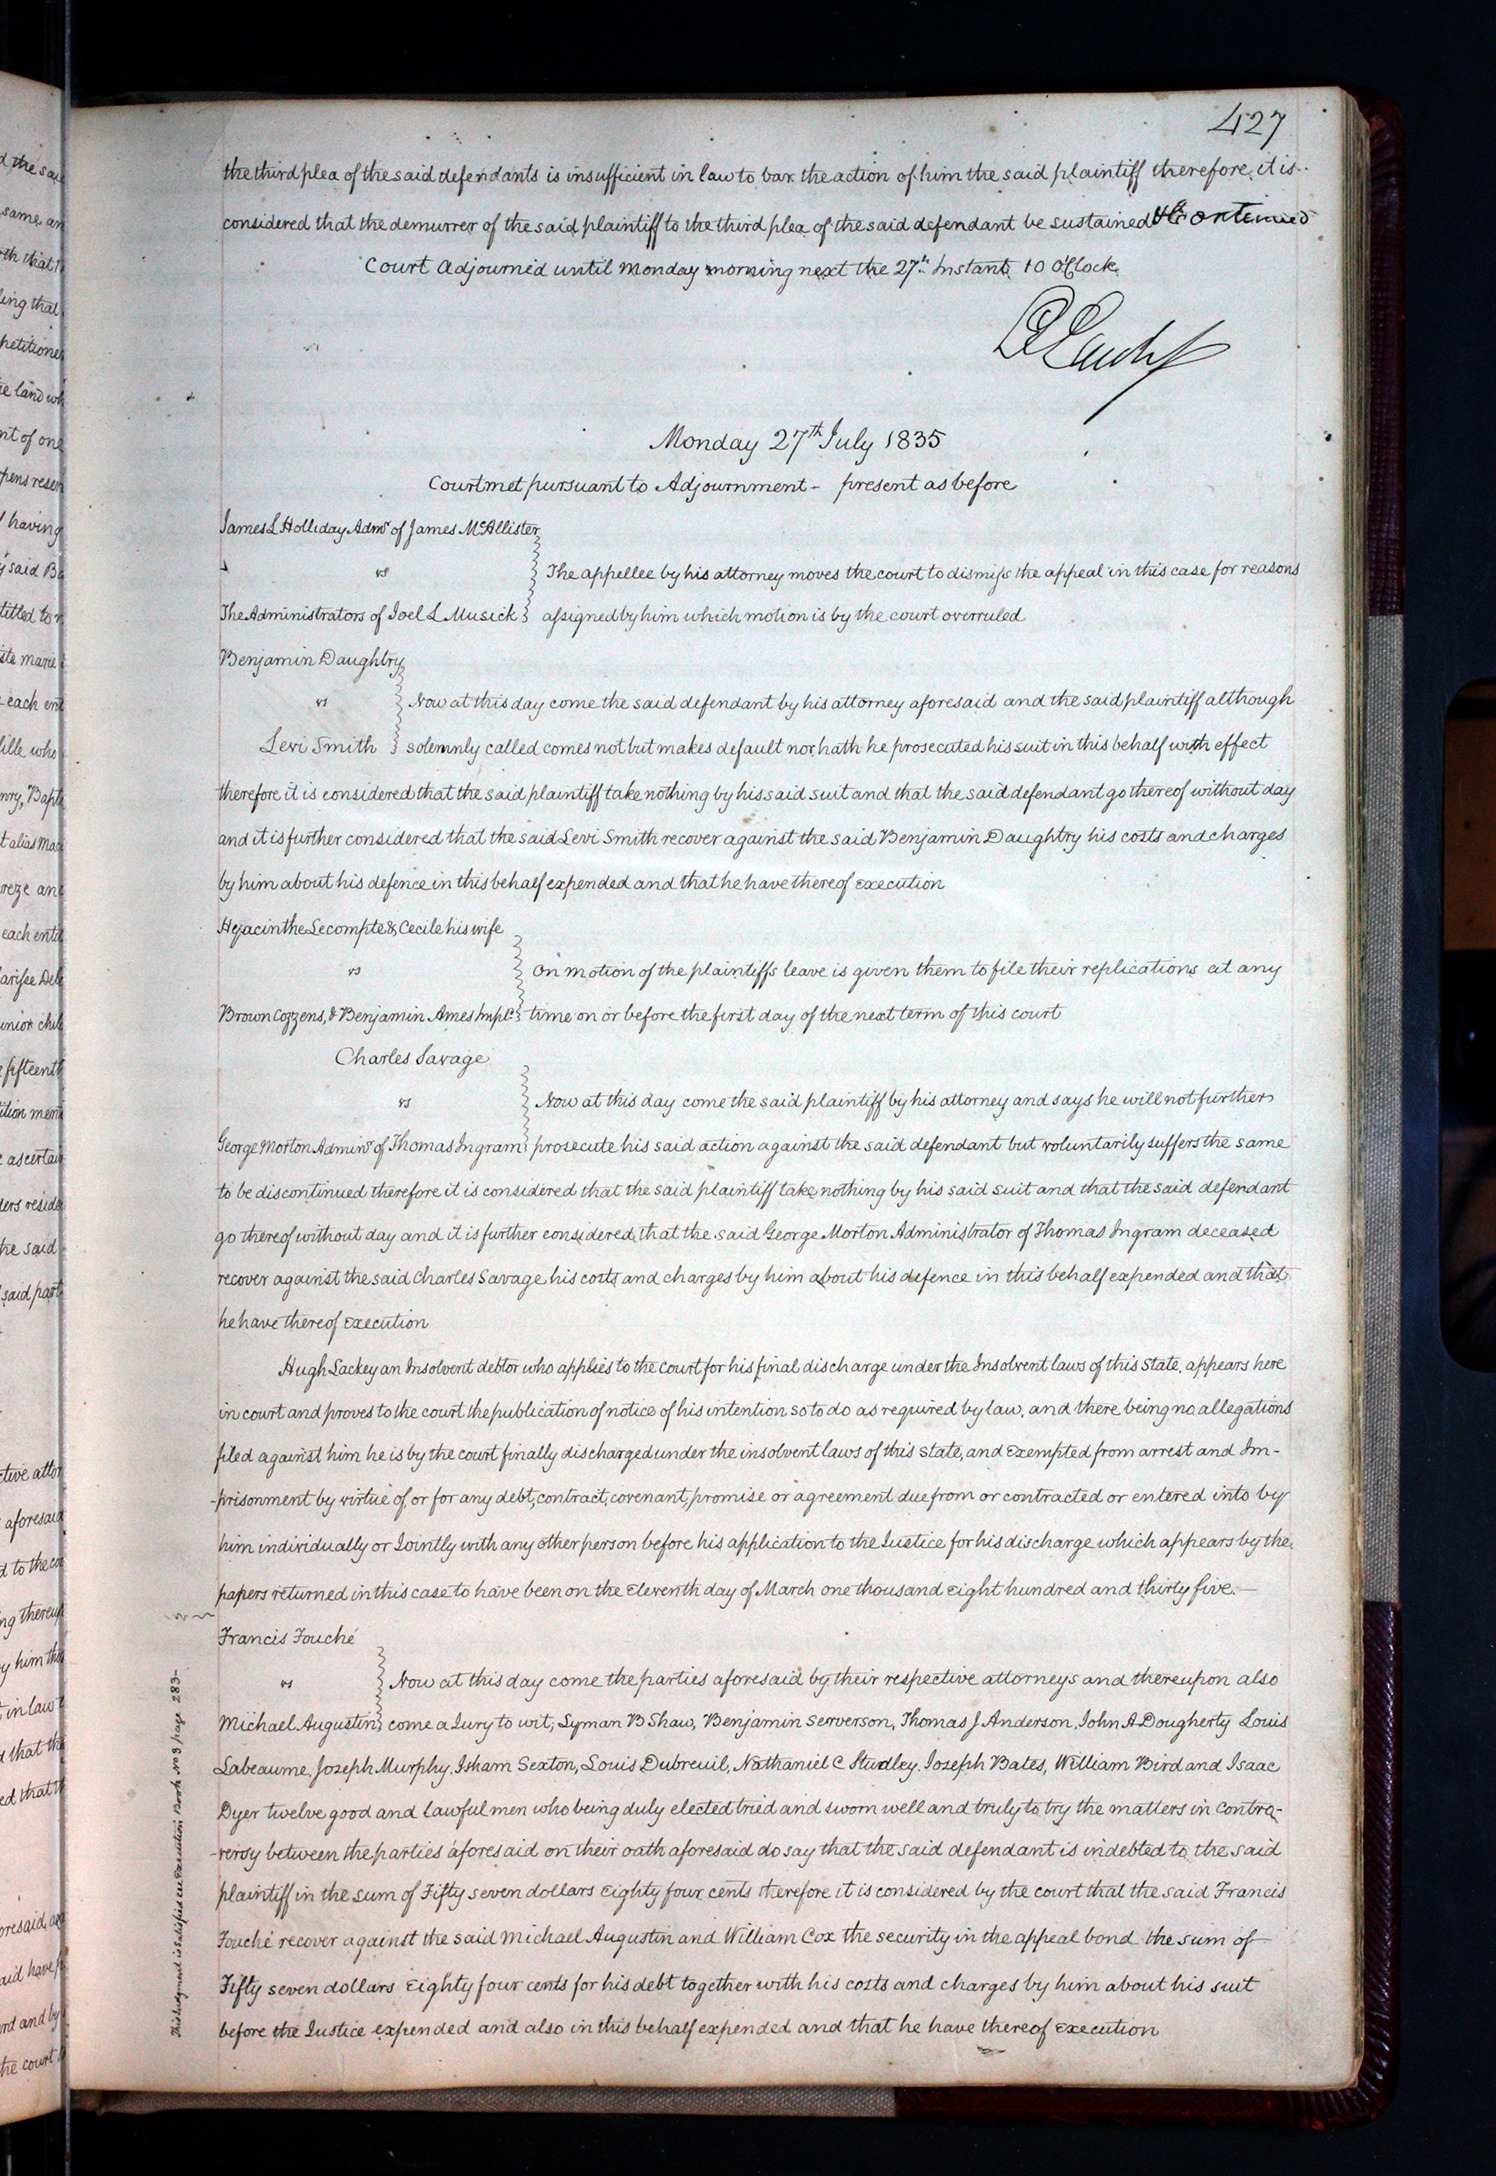 427
the third plea of the said defendants is insufficient in law to bar the action of him the said plaintiff therefore it is
considered that the demurrer of the said plaintiff to the third plea of the said defendant be sustained & Continued
Court adjourned until Monday morning next the 27th Instant 10 OClock
Monday 27th July 1835
Court met pursuant to Adjournment - present as before
James L Holliday Admr of James McAllister
vs
The appellee by his attorney moves the court to dismiss the appeal in this case for reasons
The Administrators of Joel L Musick
assigned by him which motion is by the court overruled
Benjamin Daughtry
vs
Now at this day come the said defendant by his attorney aforesaid and the said plaintiff although
Levi Smith
solemnly called comes not but makes default nor hath he prosecuted his suit in this behalf with effect
therefore it is considered that the said plaintiff take nothing by his said suit and that the said defendant go thereof without day
and it is further considered that the said Levi Smith recover against the said Benjamin Daughtry his costs and charges
by him about his defence in this behalf expended and that he have thereof execution
Hyacinthe Lecompte & Cecile his wife
vs
On motion of the plaintiffs leave is given them to file their replications at any
Brown Cozzens, & Benjamin Ames Impl.
time on or before the first day of the next term of this court
Charles Savage
vs
Now at this day come the said plaintiff by his attorney and says he will not further
George Morton Adminr of Thomas Ingram
prosecute his said action against the said defendant but voluntarily suffers the same
to be discontinued therefore it is considered that the said plaintiff take nothing by his said suit and that the said defendant
go thereof without day and it is further considered that the said George Morton Administrator of Thomas Ingram deceased
recover against the said Charles Savage his costs and charges by him about his defence in this behalf expended and that
he have thereof execution
Hugh Lackey an Insolvent debtor who applies to the court for his final discharge under the Insolvent laws of this State, appears here
in court and proves to the court the publication of notice of his intention so to do as required by law, and there being no allegations
filed against him he is by the court finally discharged under the insolvent laws of this State, and exempted from arrest and Im-
-prisonment by virtue of, or for any debt, contract, covenant, promise or agreement due from or contracted or entered into by
him individually or Jointly with any other person before his application to the Justice for his discharge which appears by the
papers returned in this case to have been on the Eleventh day of March one thousand eight hundred and thirty five.—
Francis Fouché
vs
Now at this day come the parties aforesaid by their respective attorneys and thereupon also
Michael Augustin
come a Jury to wit; Lyman B Shaw, Benjamin Serverson, Thomas J Anderson, John A Dougherty Louis
Labeaume, Joseph Murphy, Isham Sexton, Louis Dubreuil, Nathaniel C Studley, Joseph Bates, William Bird and Isaac
Dyer twelve good and lawful men who being duly elected tried and sworn well and truly to try the matters in contro-
-versy between the parties aforesaid on their oath aforesaid do say that the said defendant is indebted to the said
plaintiff in the sum of Fifty seven dollars Eighty four cents therefore it is considered by the court that the said Francis
Fouché recover against the said Michael Augustin and William Cox the security in the appeal bond the sum of
Fifty seven dollars Eighty four cents for his debt together with his costs and charges by him about his suit
before the Justice expended and also in this behalf expended and that he have thereof execution
This Judgment is Satisfied see Execution Book No 3 page 283-